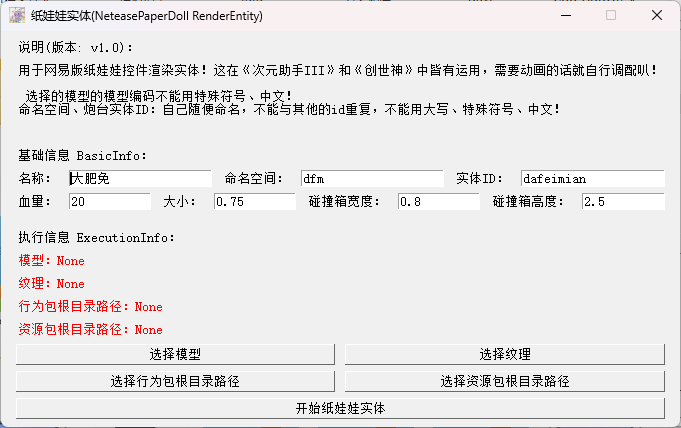 纸娃娃实体(NeteasePaperDoll RenderEntity)
说明(版本: v1.0):
用于网易版纸娃娃控件渲染实体！这在《次元助手III》和《创世神》中皆有运用，需要动画的话就自行调配叭！
选择的模型的模型编码不能用特殊符号、中文！
命名空间、炮台实体ID：自己随便命名，不能与其他的id重复，不能用大写、特殊符号、中文！
基础信息 BasicInfo:
名称: 大肥免 命名空间: dfm 实体ID: dafeimian
血量: 20 大小: 0.75 碰撞箱宽度: 0.8 碰撞箱高度: 2.5
执行信息 ExecutionInfo:
模型: None
纹理: None
行为包根目录路径: None
资源包根目录路径: None
选择模型 选择纹理
选择行为包根目录路径 选择资源包根目录路径
开始纸娃娃实体